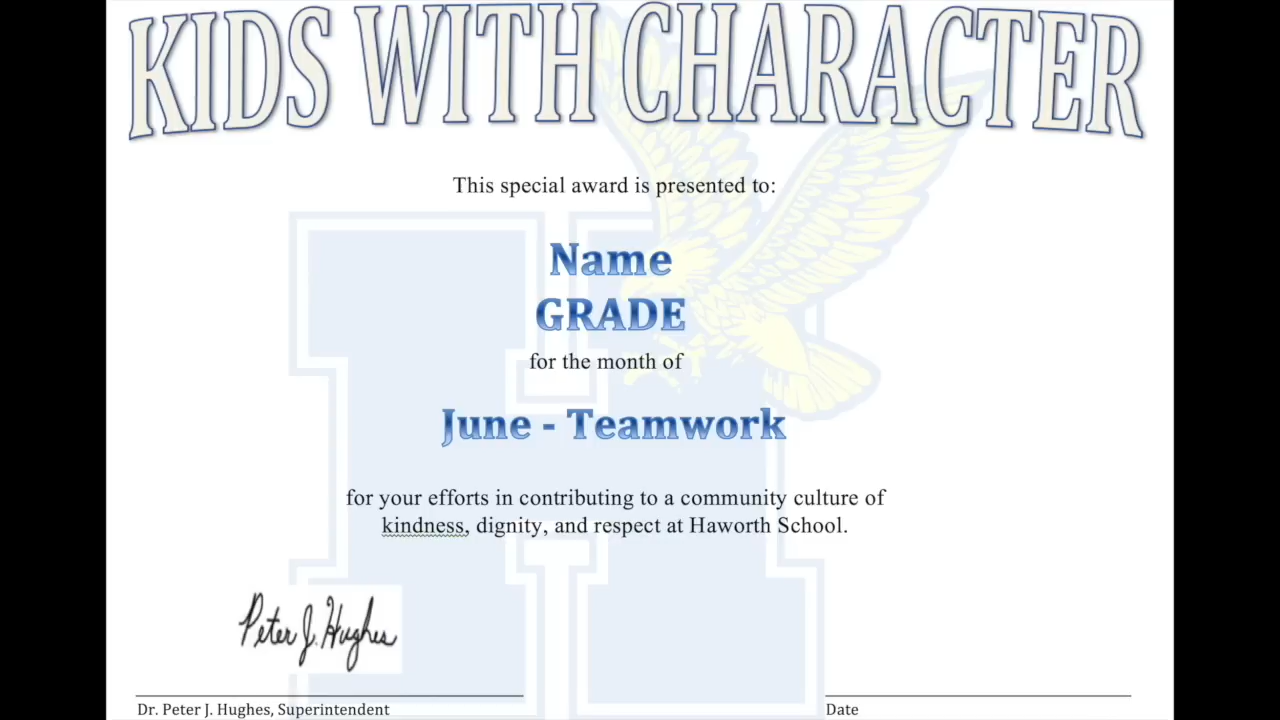 KIDS WITH CHARACTER
This special award is presented to:
Name
GRADE
for the month of
June - Teamwork
for your efforts in contributing to a community culture of
kindness, dignity, and respect at Haworth School.
Peter J. Hughes
Dr. Peter J. Hughes, Superintendent
Date